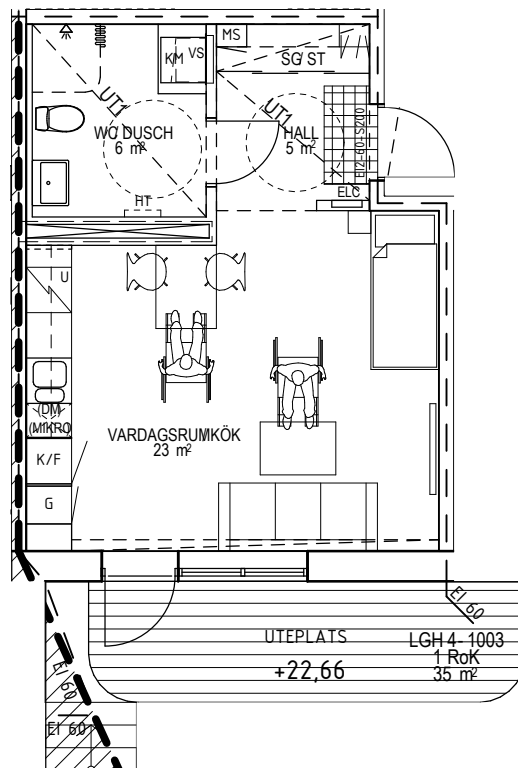 MS
KM VS
SG/ST
UT1
UT1
WC DUSCH
6 m²
HALL
5 m²
EI2-60-S200
HT
ELC
U
(DM)
(MIKRO)
K/F
G
VARDAGSRUM/KÖK
23 m²
EI 60
UTEPLATS
+22,66
LGH 4-1003
1 RoK
35 m²
EI 60
EI 60